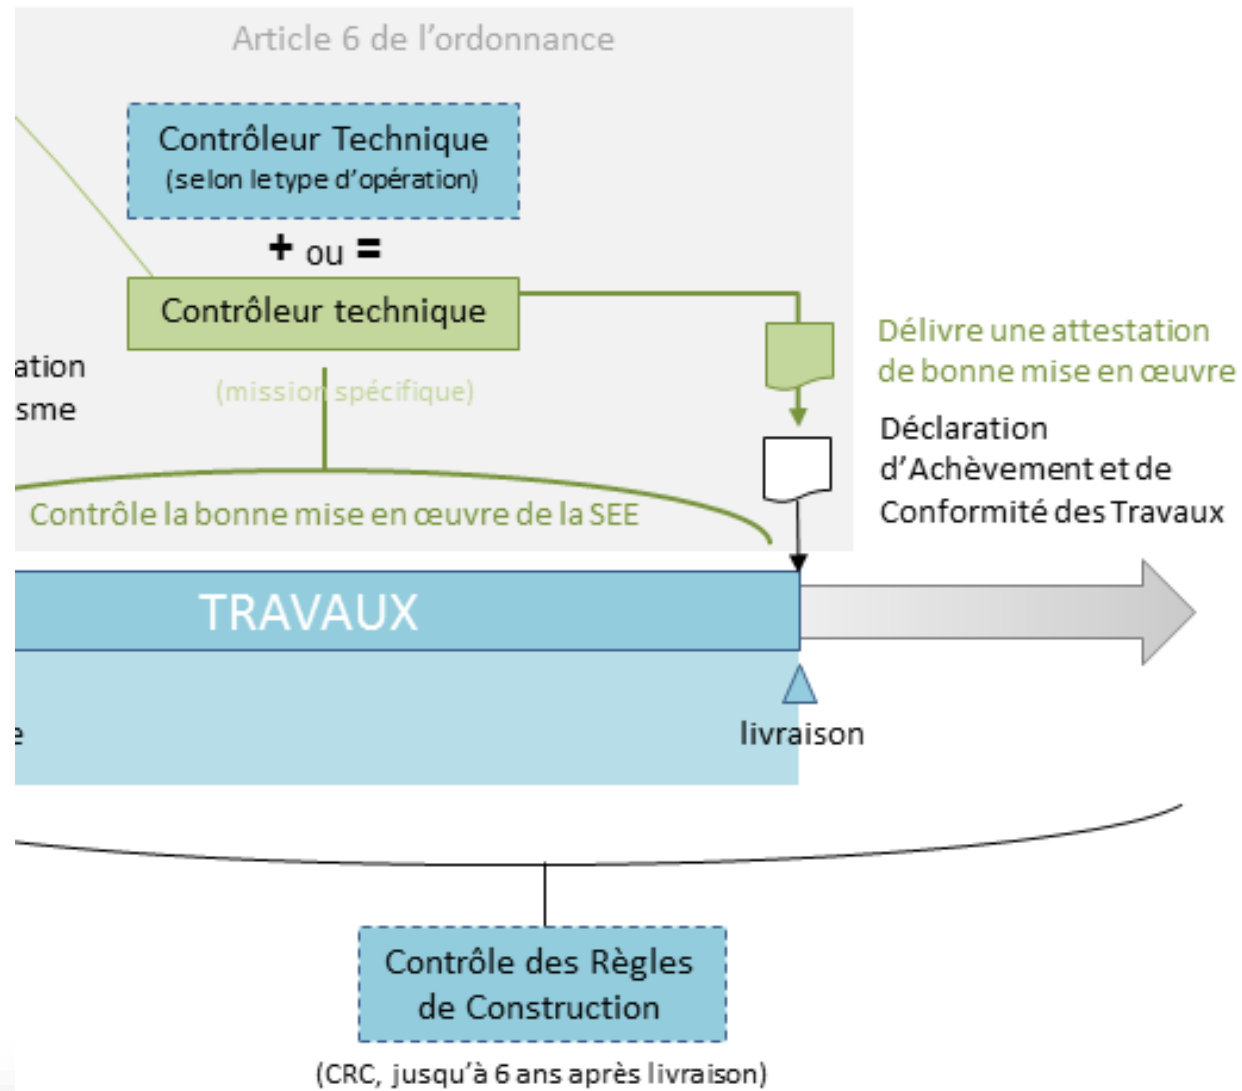 Article 6 de l’ordonnance
Contrôleur Technique
(selon le type d’opération)
+ ou =
Contrôleur technique
(mission spécifique)
ation
sme
Délivre une attestation
de bonne mise en œuvre
Déclaration
d’Achèvement et de
Conformité des Travaux
Contrôle la bonne mise en œuvre de la SEE
TRAVAUX
e
livraison
Contrôle des Règles
de Construction
(CRC, jusqu’à 6 ans après livraison)